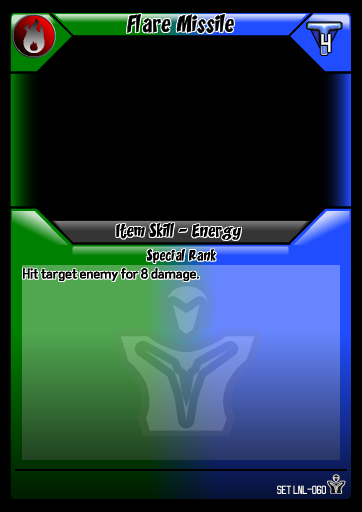 Flare Missile
4
Item Skill - Energy
Special Rank
Hit target enemy for 8 damage.
SET LNL-060